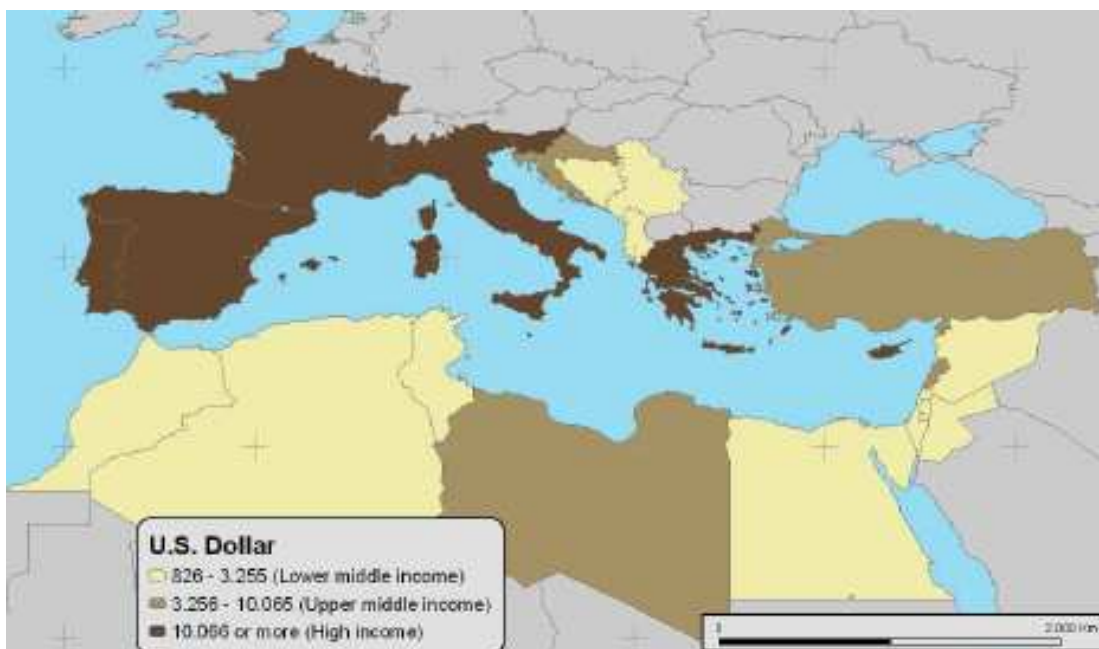 U.S. Dollar
826 - 3.255 (Lower middle income)
3.256 - 10.065 (Upper middle income)
10.066 or more (High income)
0 2.000 Km